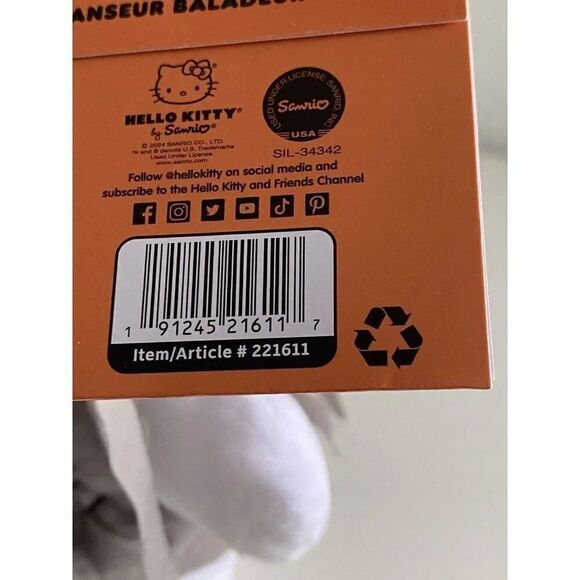 ANSEUR BALADEUR
HELLO KITTY®
by Sanrio®
© 2024 SANRIO CO., LTD.
™ and ® denote U.S. Trademarks
Used Under License.
www.sanrio.com
USED UNDER LICENSE, SANRIO INC.
Sanrio
USA
SIL-34342
Follow @hellokitty on social media and
subscribe to the Hello Kitty and Friends Channel
1 91245 21611 7
Item/Article # 221611